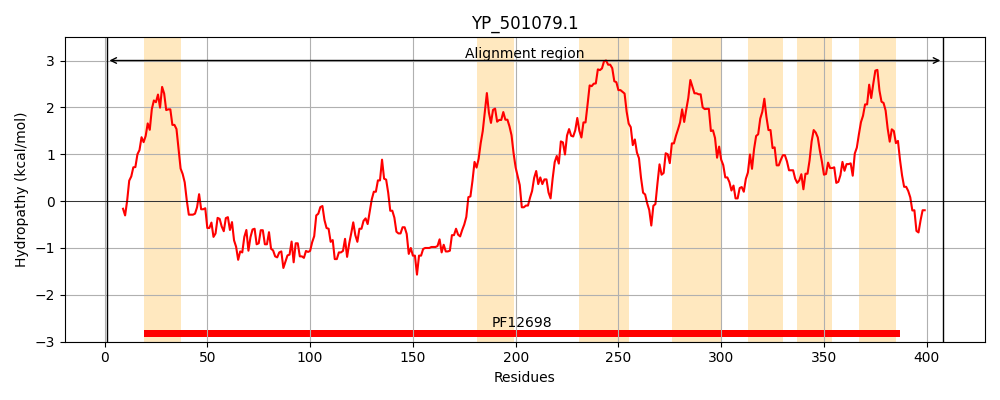 YP_501079.1
Alignment region
PF12698
Hydropathy (kcal/mol)
3
2
1
0
−1
−2
−3
0 50 100 150 200 250 300 350 400
Residues